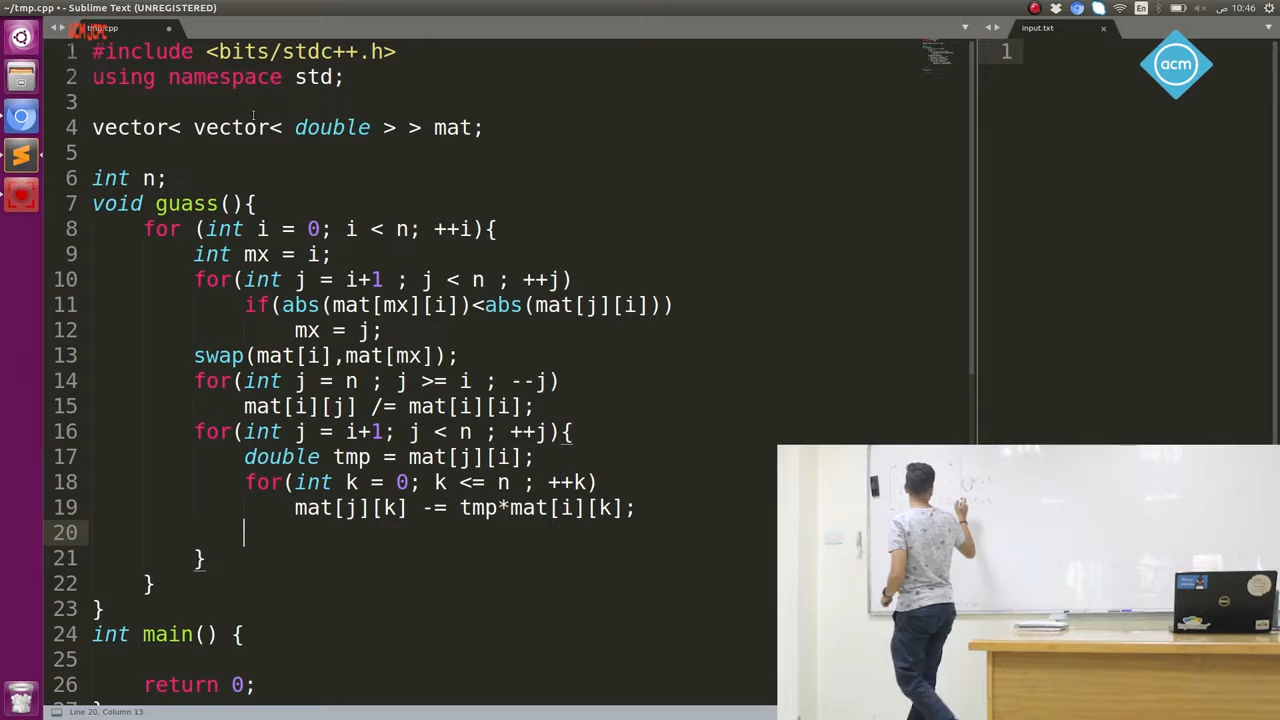 ~/tmp.cpp • - Sublime Text (UNREGISTERED)
En
10:46 ص
tmp.cpp
input.txt
1 #include <bits/stdc++.h>
2 using namespace std;
3
4 vector< vector< double > > mat;
5
6 int n;
7 void guass(){
8 for (int i = 0; i < n; ++i){
9 int mx = i;
10 for(int j = i+1 ; j < n ; ++j)
11 if(abs(mat[mx][i])<abs(mat[j][i]))
12 mx = j;
13 swap(mat[i],mat[mx]);
14 for(int j = n ; j >= i ; --j)
15 mat[i][j] /= mat[i][i];
16 for(int j = i+1; j < n ; ++j){
17 double tmp = mat[j][i];
18 for(int k = 0; k <= n ; ++k)
19 mat[j][k] -= tmp*mat[i][k];
20
21 }
22 }
23 }
24 int main() {
25
26 return 0;
27 }
1
acm
Line 20, Column 13